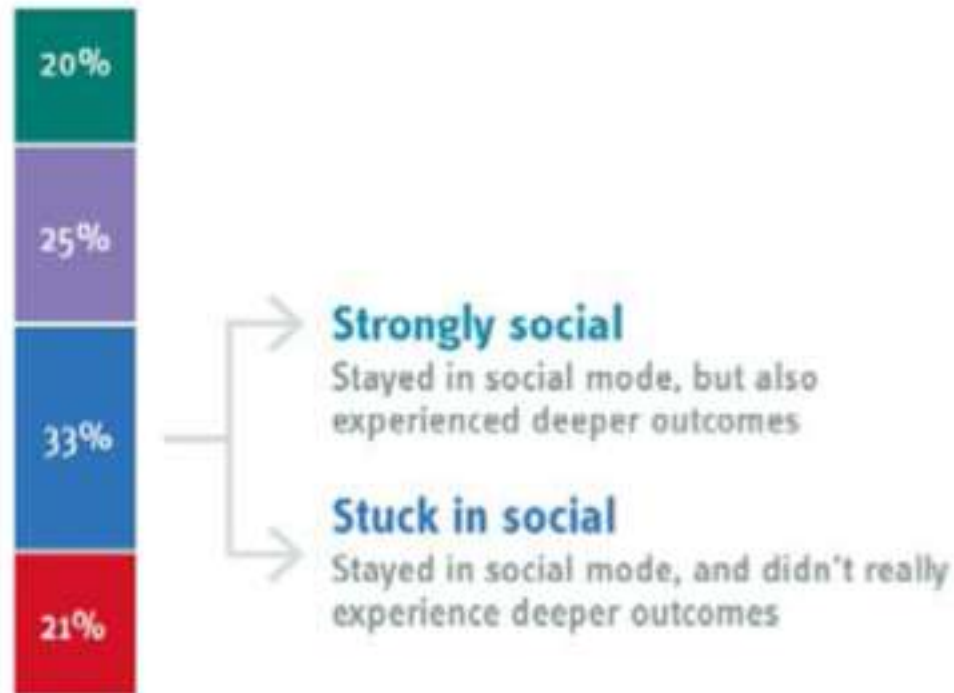 20%
25%
33%
21%
Strongly social
Stayed in social mode, but also
experienced deeper outcomes
Stuck in social
Stayed in social mode, and didn't really
experience deeper outcomes